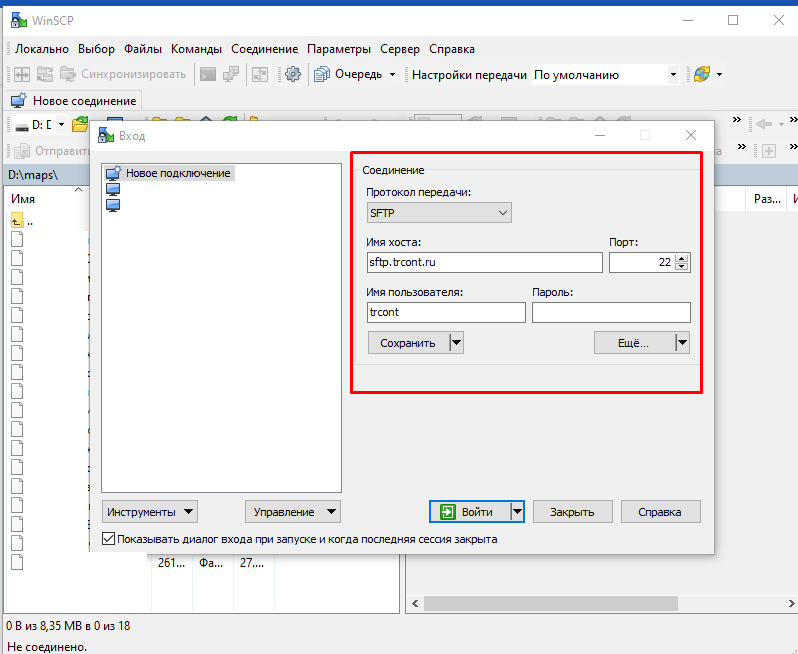 WinSCP
Локально Выбор Файлы Команды Соединение Параметры Сервер Справка
Синхронизировать Очередь Настройки передачи По умолчанию
Новое соединение
D: Вход
Отправить
D:\maps\
Имя Раз...
..
Новое подключение
Соединение
Протокол передачи:
SFTP
Имя хоста: Порт:
sftp.trcont.ru 22
Имя пользователя: Пароль:
trcont
Сохранить Ещё...
Инструменты Управление Войти Закрыть Справка
Показывать диалог входа при запуске и когда последняя сессия закрыта
261... Фа... 27....
0 B из 8,35 MB в 0 из 18
Не соединено.